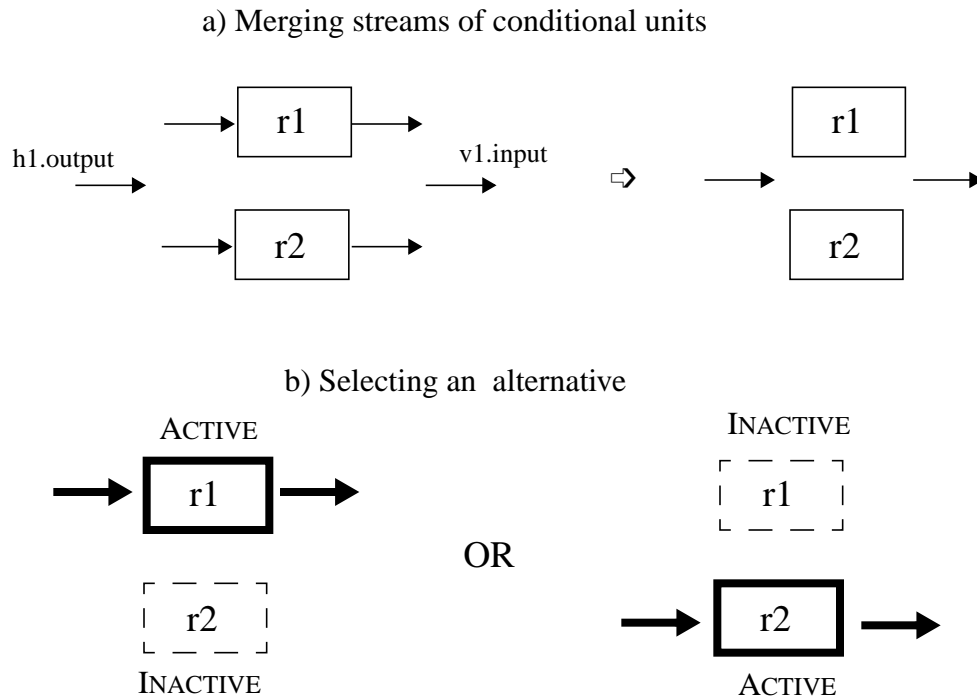 a) Merging streams of conditional units
r1
r1
h1.output
v1.input
r2
r2
b) Selecting an alternative
ACTIVE
INACTIVE
r1
r1
OR
r2
r2
INACTIVE
ACTIVE